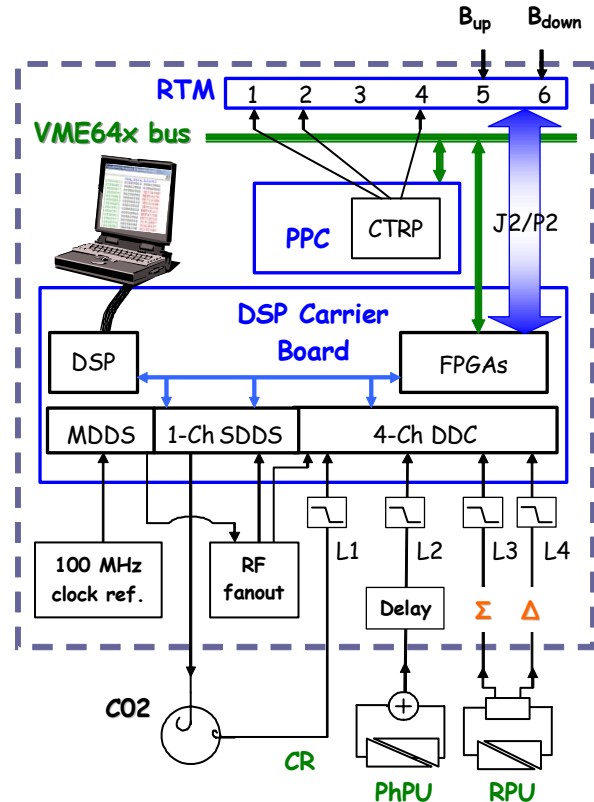 B_up B_down
RTM 1 2 3 4 5 6
VME64x bus
CTRP
PPC
J2/P2
DSP Carrier
Board
DSP
FPGAs
MDDS 1-Ch SDDS 4-Ch DDC
L1 L2 L3 L4
100 MHz
clock ref.
RF
fanout
Delay
Σ Δ
C02
+
CR
PhPU RPU